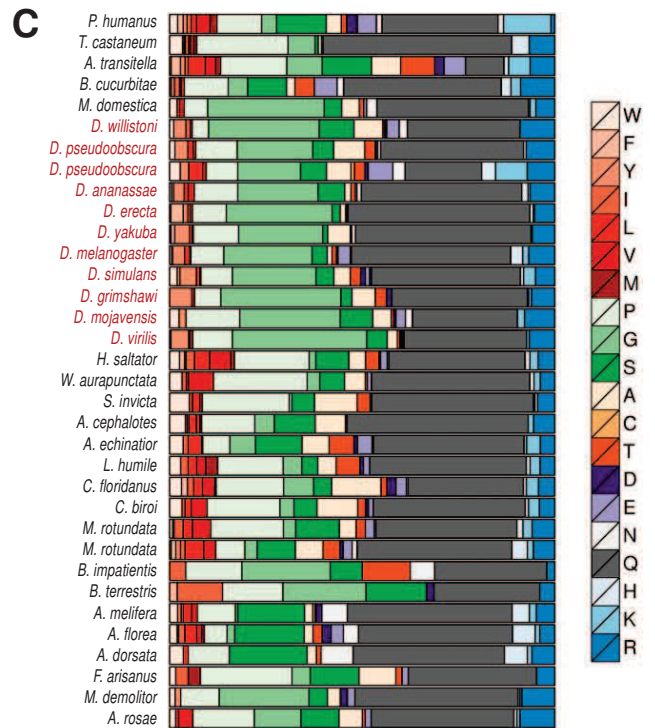 C
P. humanus
T. castaneum
A. transitella
B. cucurbitae
M. domestica
D. willistoni
D. pseudoobscura
D. pseudoobscura
D. ananassae
D. erecta
D. yakuba
D. melanogaster
D. simulans
D. grimshawi
D. mojavensis
D. virilis
H. saltator
W. aurapunctata
S. invicta
A. cephalotes
A. echinatior
L. humile
C. floridanus
C. biroi
M. rotundata
M. rotundata
B. impatientis
B. terrestris
A. melifera
A. florea
A. dorsata
F. arisanus
M. demolitor
A. rosae
W
F
Y
I
L
V
M
P
G
S
A
C
T
D
E
N
Q
H
K
R